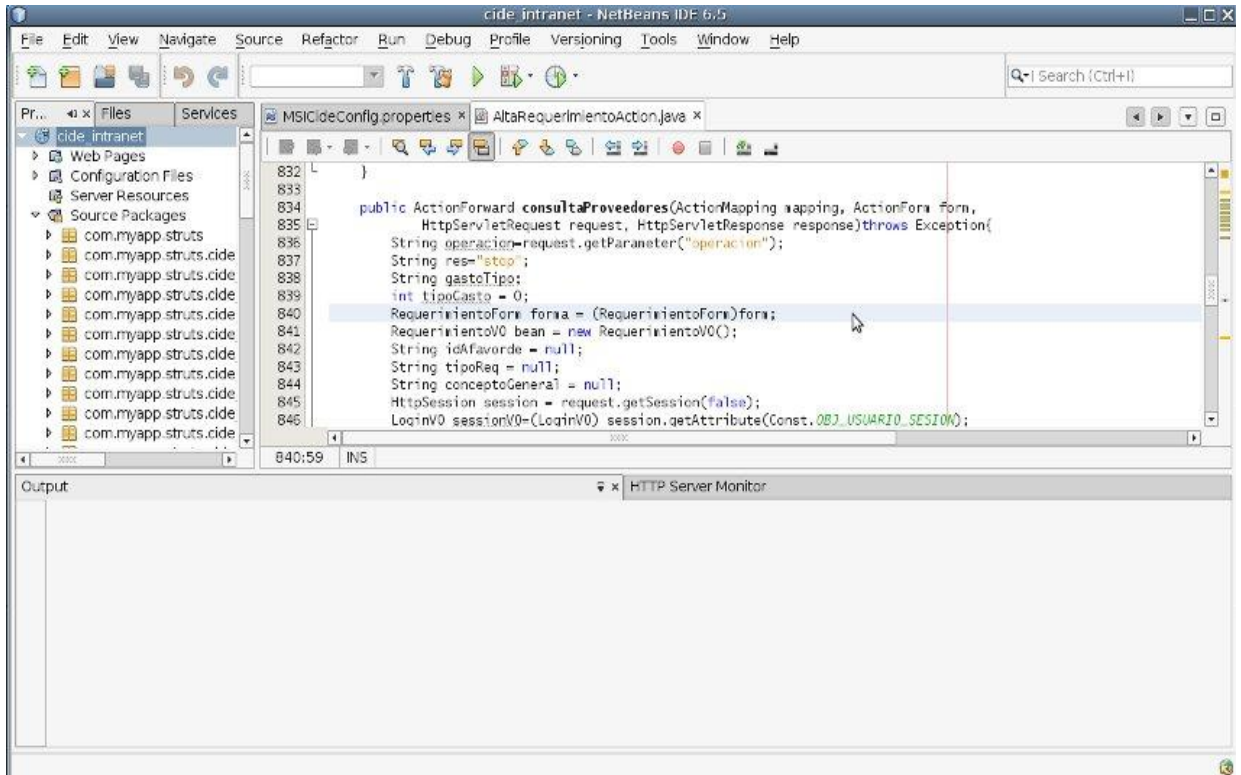 cide_intranet - NetBeans IDE 6.5
File Edit View Navigate Source Refactor Run Debug Profile Versioning Tools Window Help
Search (Ctrl+I)
Pr... Files Services
MSICideConfig.properties AltaRequerimientoAction.java
cide_intranet
Web Pages
Configuration Files
Server Resources
Source Packages
com.myapp.struts
com.myapp.struts.cide
com.myapp.struts.cide
com.myapp.struts.cide
com.myapp.struts.cide
com.myapp.struts.cide
com.myapp.struts.cide
com.myapp.struts.cide
com.myapp.struts.cide
com.myapp.struts.cide
com.myapp.struts.cide
832 }
833
834 public ActionForward consultaProveedores(ActionMapping mapping, ActionForm form,
835 HttpServletRequest request, HttpServletResponse response)throws Exception{
836 String operacion=request.getParameter("operacion");
837 String res="stop";
838 String gastoTipo;
839 int tipoGasto = 0;
840 RequerimientoForm forma = (RequerimientoForm)form;
841 RequerimientoVO bean = new RequerimientoVO();
842 String idAfavorde = null;
843 String tipoReq = null;
844 String conceptoGeneral = null;
845 HttpSession session = request.getSession(false);
846 LoginVO sessionVO=(LoginVO) session.getAttribute(Const.OBJ_USUARIO_SESION);
840:59 INS
Output HTTP Server Monitor